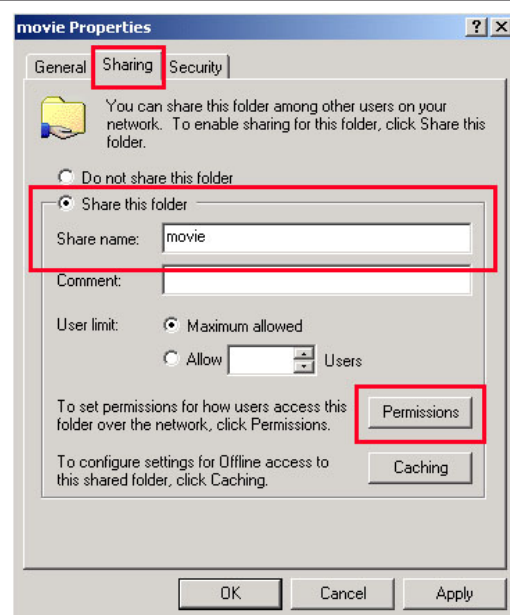 movie Properties
General Sharing Security
You can share this folder among other users on your
network. To enable sharing for this folder, click Share this
folder.
Do not share this folder
Share this folder
Share name: movie
Comment:
User limit: Maximum allowed
Allow Users
To set permissions for how users access this
folder over the network, click Permissions.
Permissions
To configure settings for Offline access to
this shared folder, click Caching.
Caching
OK Cancel Apply